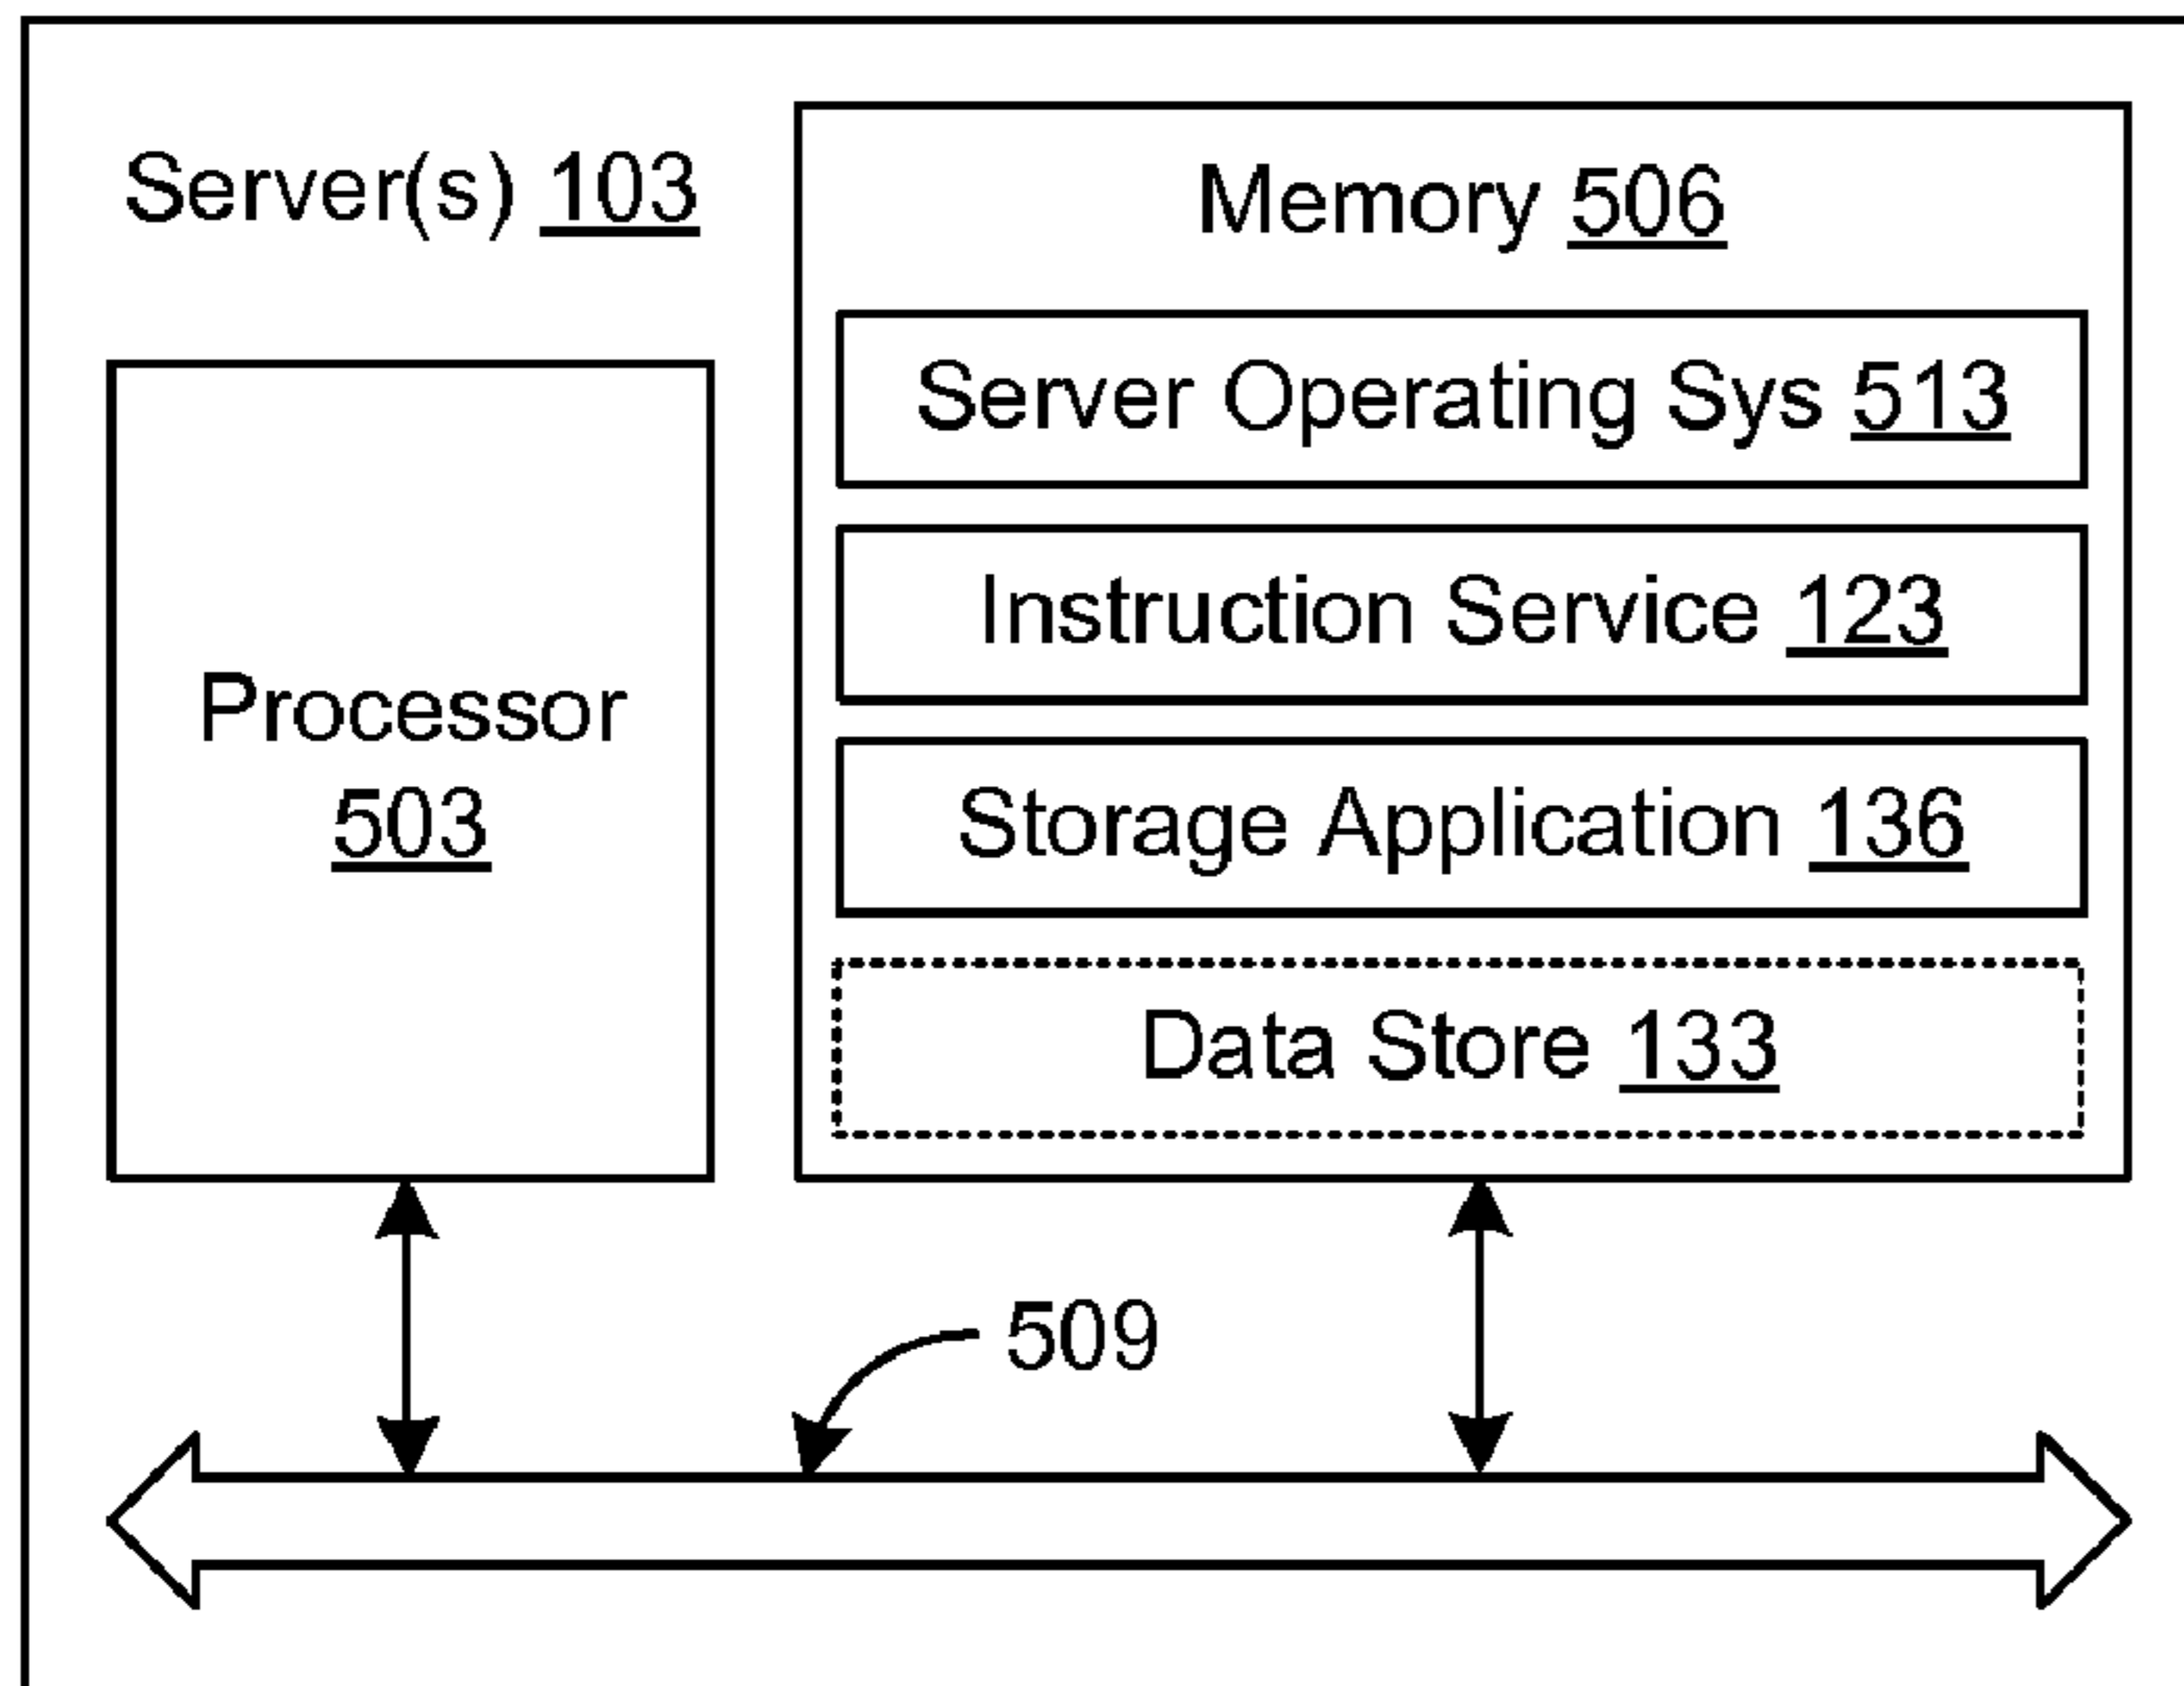 Server(s) 103
Memory 506
Server Operating Sys 513
Instruction Service 123
Storage Application 136
Data Store 133
Processor
503
509